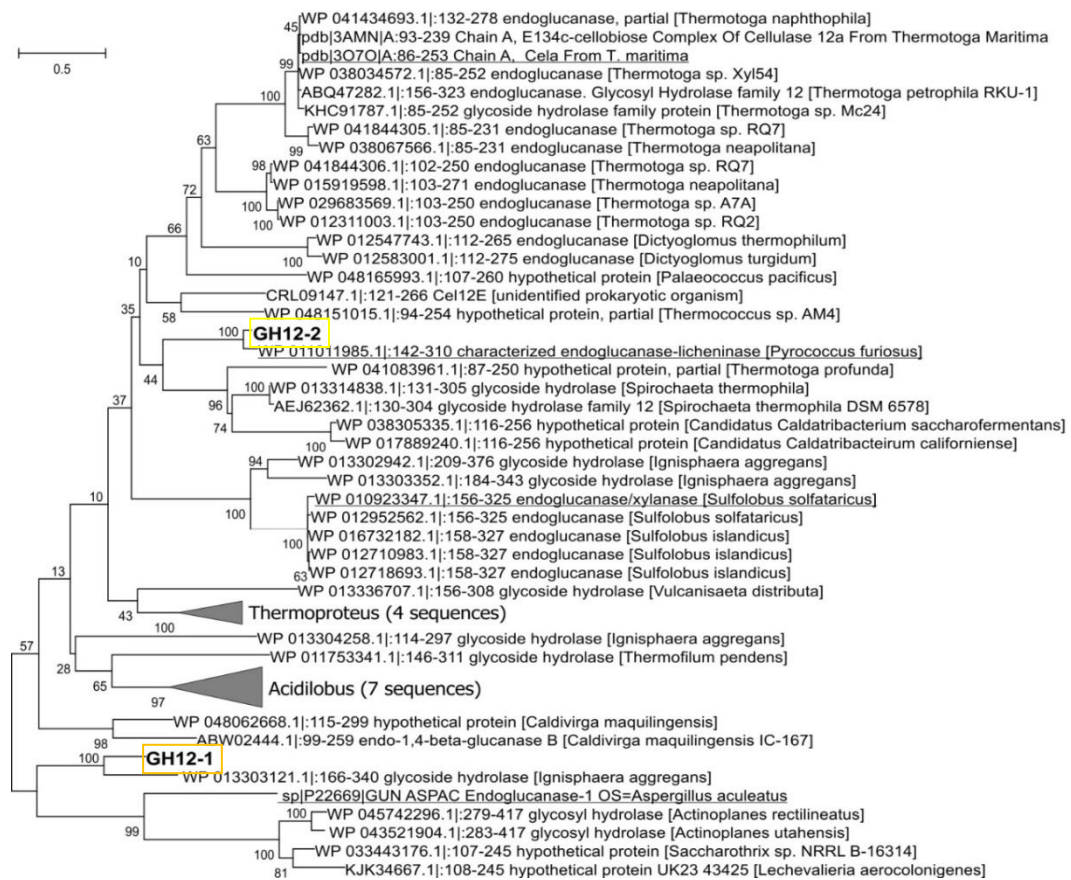 WP 041434693.1|:132-278 endoglucanase, partial [Thermotoga naphthophila]
45
pdb|3AMN|A:93-239 Chain A, E134c-cellobiose Complex Of Cellulase 12a From Thermotoga Maritima
0.5
pdb|3O7O|A:86-253 Chain A, Cela From T. maritima
99
WP 038034572.1|:85-252 endoglucanase [Thermotoga sp. Xyl54]
ABQ47282.1|:156-323 endoglucanase. Glycosyl Hydrolase family 12 [Thermotoga petrophila RKU-1]
100
KHC91787.1|:85-252 glycoside hydrolase family protein [Thermotoga sp. Mc24]
WP 041844305.1|:85-231 endoglucanase [Thermotoga sp. RQ7]
63
99
WP 038067566.1|:85-231 endoglucanase [Thermotoga neapolitana]
98
WP 041844306.1|:102-250 endoglucanase [Thermotoga sp. RQ7]
72
WP 015919598.1|:103-271 endoglucanase [Thermotoga neapolitana]
100
WP 029683569.1|:103-250 endoglucanase [Thermotoga sp. A7A]
100
WP 012311003.1|:103-250 endoglucanase [Thermotoga sp. RQ2]
66
WP 012547743.1|:112-265 endoglucanase [Dictyoglomus thermophilum]
100
WP 012583001.1|:112-275 endoglucanase [Dictyoglomus turgidum]
10
WP 048165993.1|:107-260 hypothetical protein [Palaeococcus pacificus]
CRL09147.1|:121-266 Cel12E [unidentified prokaryotic organism]
35
58
WP 048151015.1|:94-254 hypothetical protein, partial [Thermococcus sp. AM4]
100
GH12-2
WP 011011985.1|:142-310 characterized endoglucanase-licheninase [Pyrococcus furiosus]
44
WP 041083961.1|:87-250 hypothetical protein, partial [Thermotoga profunda]
37
100
WP 013314838.1|:131-305 glycoside hydrolase [Spirochaeta thermophila]
96
AEJ62362.1|:130-304 glycoside hydrolase family 12 [Spirochaeta thermophila DSM 6578]
74
WP 038305335.1|:116-256 hypothetical protein [Candidatus Caldatribacterium saccharofermentans]
100
WP 017889240.1|:116-256 hypothetical protein [Candidatus Caldatribacteirum californiense]
94
WP 013302942.1|:209-376 glycoside hydrolase [Ignisphaera aggregans]
WP 013303352.1|:184-343 glycoside hydrolase [Ignisphaera aggregans]
10
WP 010923347.1|:156-325 endoglucanase/xylanase [Sulfolobus solfataricus]
100
WP 012952562.1|:156-325 endoglucanase [Sulfolobus solfataricus]
WP 016732182.1|:158-327 endoglucanase [Sulfolobus islandicus]
100
WP 012710983.1|:158-327 endoglucanase [Sulfolobus islandicus]
13
63
WP 012718693.1|:158-327 endoglucanase [Sulfolobus islandicus]
WP 013336707.1|:156-308 glycoside hydrolase [Vulcanisaeta distributa]
43
Thermoproteus (4 sequences)
100
WP 013304258.1|:114-297 glycoside hydrolase [Ignisphaera aggregans]
57
WP 011753341.1|:146-311 glycoside hydrolase [Thermofilum pendens]
28
65
Acidilobus (7 sequences)
97
WP 048062668.1|:115-299 hypothetical protein [Caldivirga maquilingensis]
98
ABW02444.1|:99-259 endo-1,4-beta-glucanase B [Caldivirga maquilingensis IC-167]
GH12-1
100
WP 013303121.1|:166-340 glycoside hydrolase [Ignisphaera aggregans]
sp|P22669|GUN ASPAC Endoglucanase-1 OS=Aspergillus aculeatus
100
WP 045742296.1|:279-417 glycosyl hydrolase [Actinoplanes rectilineatus]
99
WP 043521904.1|:283-417 glycosyl hydrolase [Actinoplanes utahensis]
100
WP 033443176.1|:107-245 hypothetical protein [Saccharothrix sp. NRRL B-16314]
81
KJK34667.1|:108-245 hypothetical protein UK23 43425 [Lechevalieria aerocolonigenes]